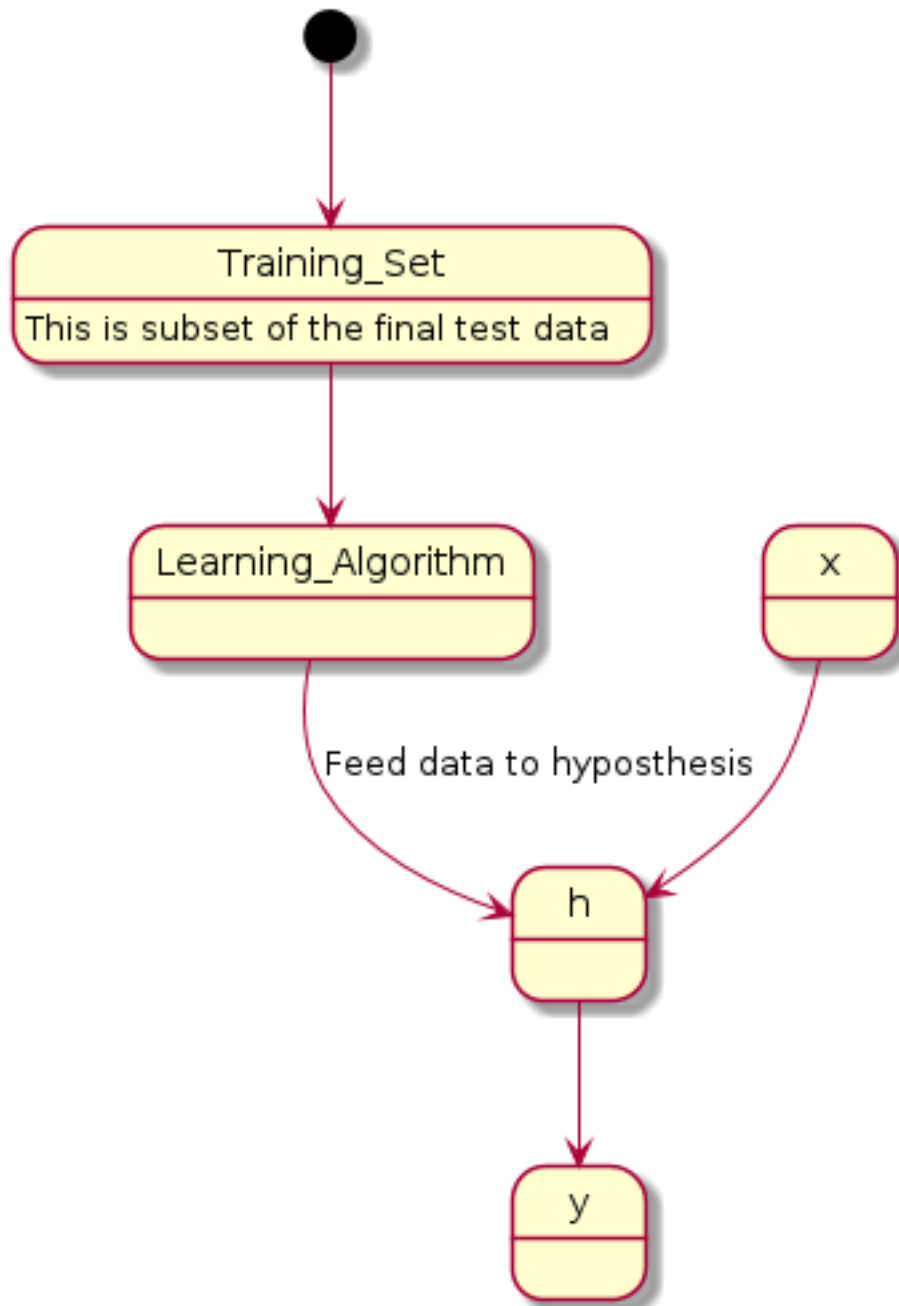 Training_Set
This is subset of the final test data
Learning_Algorithm
x
Feed data to hyposthesis
h
y